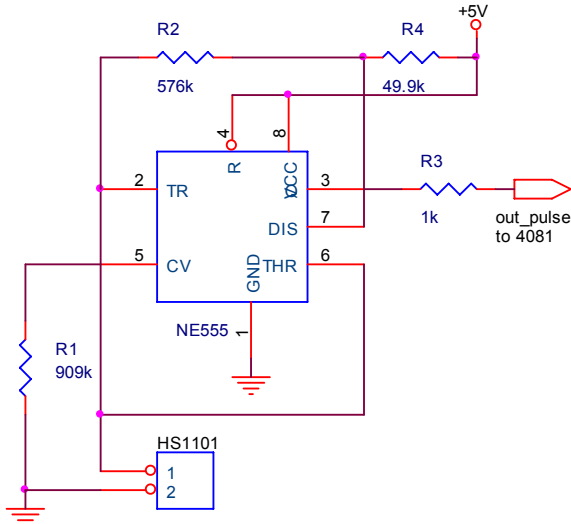 +5V
R2
R4
576k
49.9k
4
8
R
VCC
2
TR
3
R3
Q
1k
out_pulse
to 4081
DIS
7
5
CV
GND
THR
6
NE555
1
R1
909k
HS1101
1
2